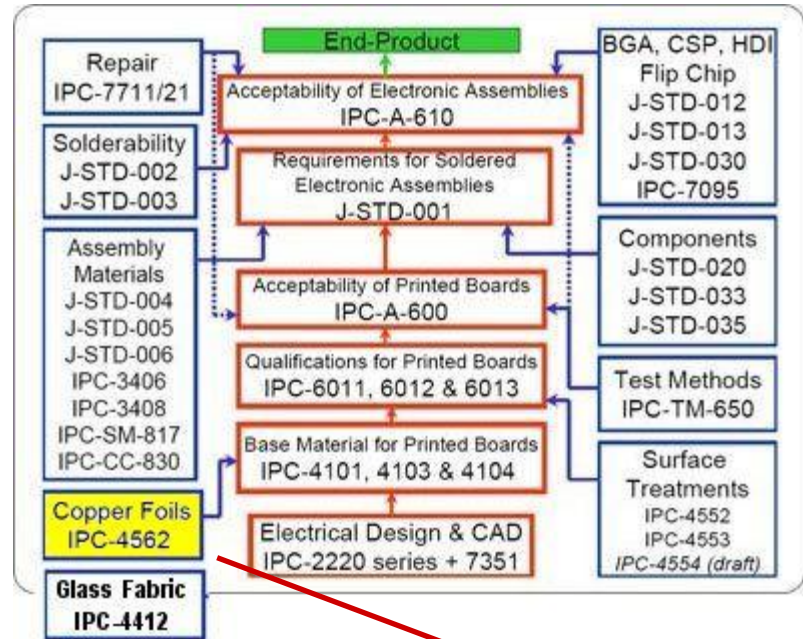 End-Product
Repair
IPC-7711/21
Acceptability of Electronic Assemblies
IPC-A-610
BGA, CSP, HDI
Flip Chip
J-STD-012
J-STD-013
J-STD-030
IPC-7095
Solderability
J-STD-002
J-STD-003
Requirements for Soldered
Electronic Assemblies
J-STD-001
Assembly
Materials
J-STD-004
J-STD-005
J-STD-006
IPC-3406
IPC-3408
IPC-SM-817
IPC-CC-830
Components
J-STD-020
J-STD-033
J-STD-035
Acceptability of Printed Boards
IPC-A-600
Qualifications for Printed Boards
IPC-6011, 6012 & 6013
Test Methods
IPC-TM-650
Base Material for Printed Boards
IPC-4101, 4103 & 4104
Surface
Treatments
IPC-4552
IPC-4553
IPC-4554 (draft)
Copper Foils
IPC-4562
Electrical Design & CAD
IPC-2220 series + 7351
Glass Fabric
IPC-4412